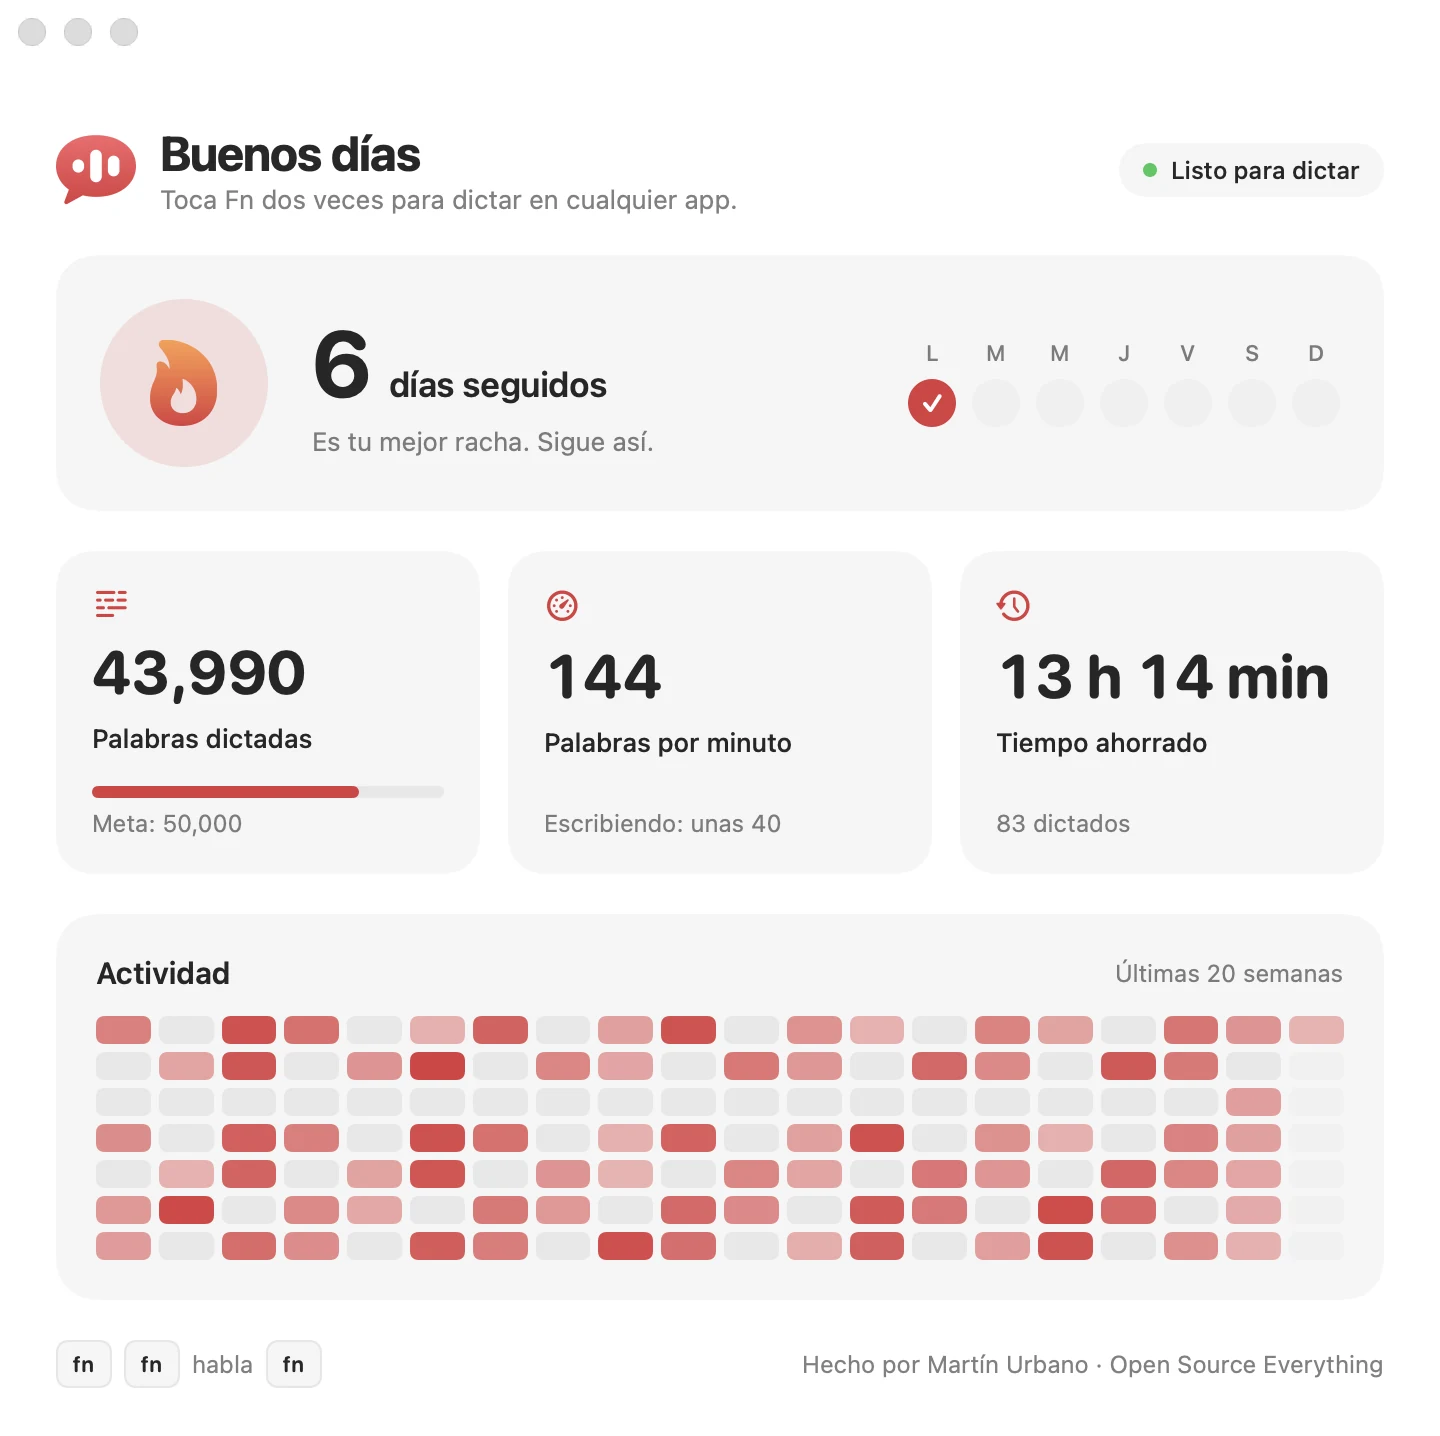 Buenos días
Toca Fn dos veces para dictar en cualquier app.
Listo para dictar
6 días seguidos
Es tu mejor racha. Sigue así.
L M M J V S D
43,990
Palabras dictadas
Meta: 50,000
144
Palabras por minuto
Escribiendo: unas 40
13 h 14 min
Tiempo ahorrado
83 dictados
Actividad
Últimas 20 semanas
fn fn habla fn
Hecho por Martín Urbano · Open Source Everything